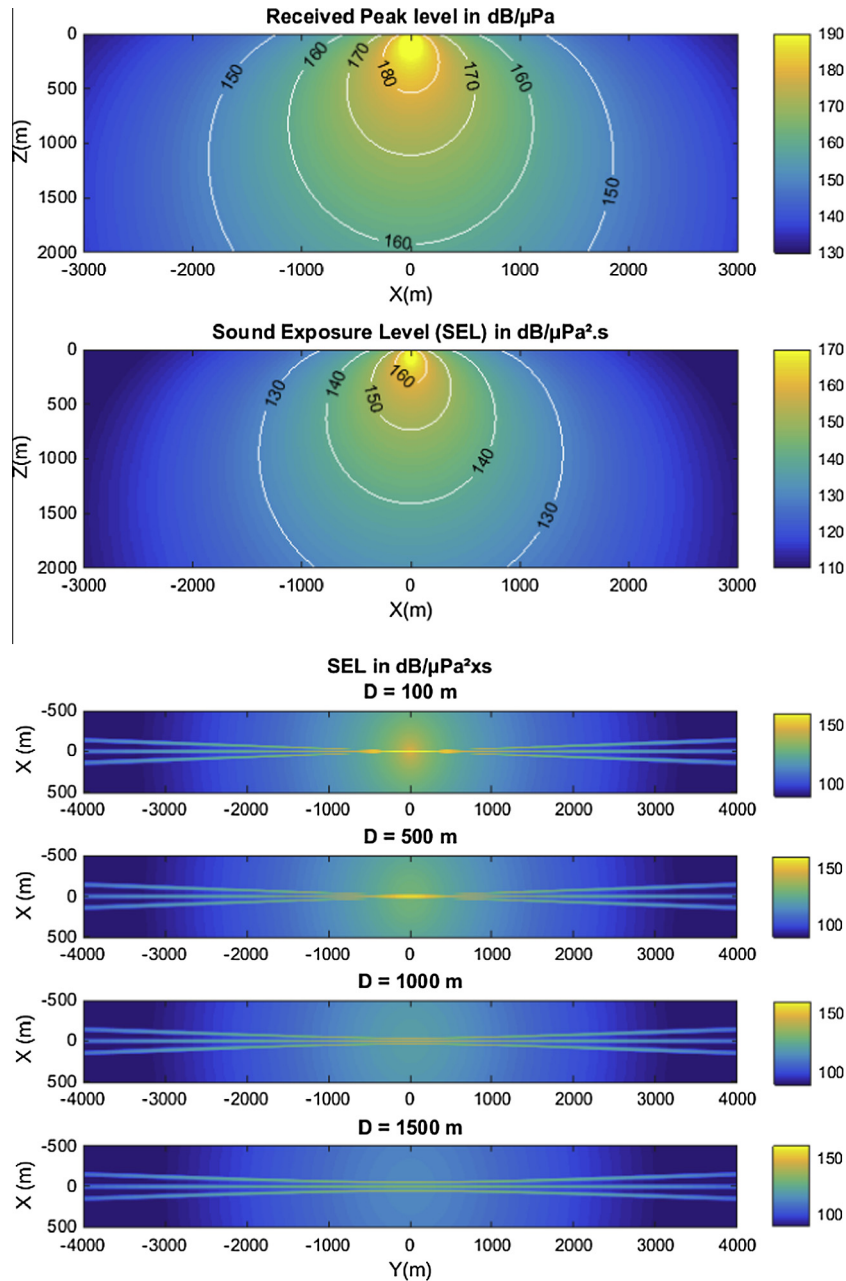 Received Peak level in dB/µPa
0
500
1000
1500
2000
Z(m)
150
160
170
180
170
160
150
160
-3000 -2000 -1000 0 1000 2000 3000
X(m)
190
180
170
160
150
140
130
Sound Exposure Level (SEL) in dB/µPa².s
0
500
1000
1500
2000
Z(m)
130
140
150
160
140
130
-3000 -2000 -1000 0 1000 2000 3000
X(m)
170
160
150
140
130
120
110
SEL in dB/µPa²xs
D = 100 m
-500
0
500
X (m)
-4000 -3000 -2000 -1000 0 1000 2000 3000 4000
150
100
D = 500 m
-500
0
500
X (m)
-4000 -3000 -2000 -1000 0 1000 2000 3000 4000
150
100
D = 1000 m
-500
0
500
X (m)
-4000 -3000 -2000 -1000 0 1000 2000 3000 4000
150
100
D = 1500 m
-500
0
500
X (m)
-4000 -3000 -2000 -1000 0 1000 2000 3000 4000
Y(m)
150
100